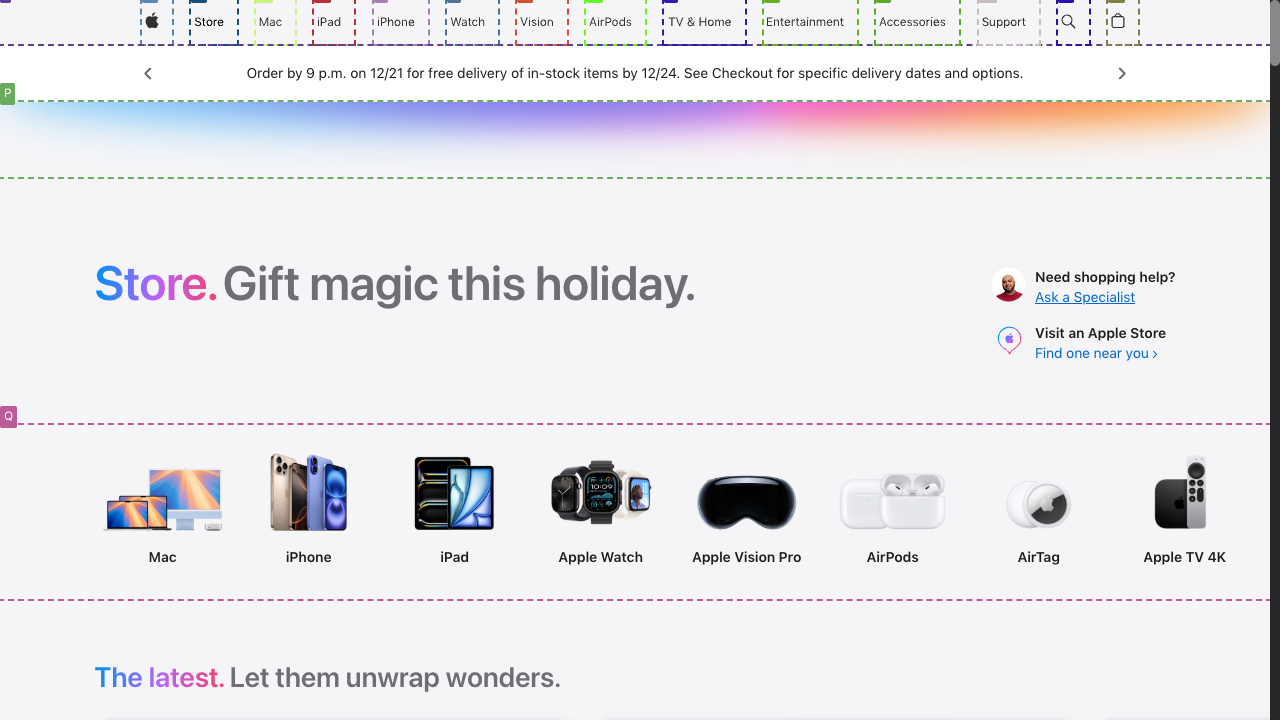 Store
Mac
iPad
iPhone
Watch
Vision
AirPods
TV & Home
Entertainment
Accessories
Support
Order by 9 p.m. on 12/21 for free delivery of in-stock items by 12/24. See Checkout for specific delivery dates and options.
P
Store. Gift magic this holiday.
Need shopping help?
Ask a Specialist
Visit an Apple Store
Find one near you ›
Q
Mac
iPhone
iPad
Apple Watch
Apple Vision Pro
AirPods
AirTag
Apple TV 4K
The latest. Let them unwrap wonders.